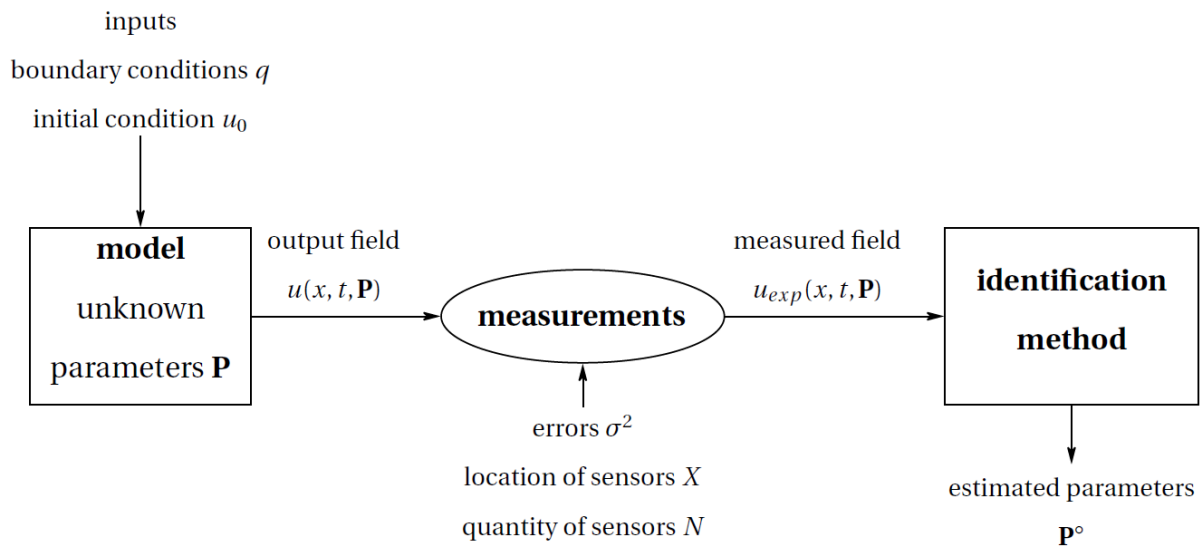 inputs
boundary conditions q
initial condition u₀
model
unknown
parameters P
output field
u(x, t, P)
measurements
errors σ²
location of sensors X
quantity of sensors N
measured field
u_exp(x, t, P)
identification
method
estimated parameters
P°